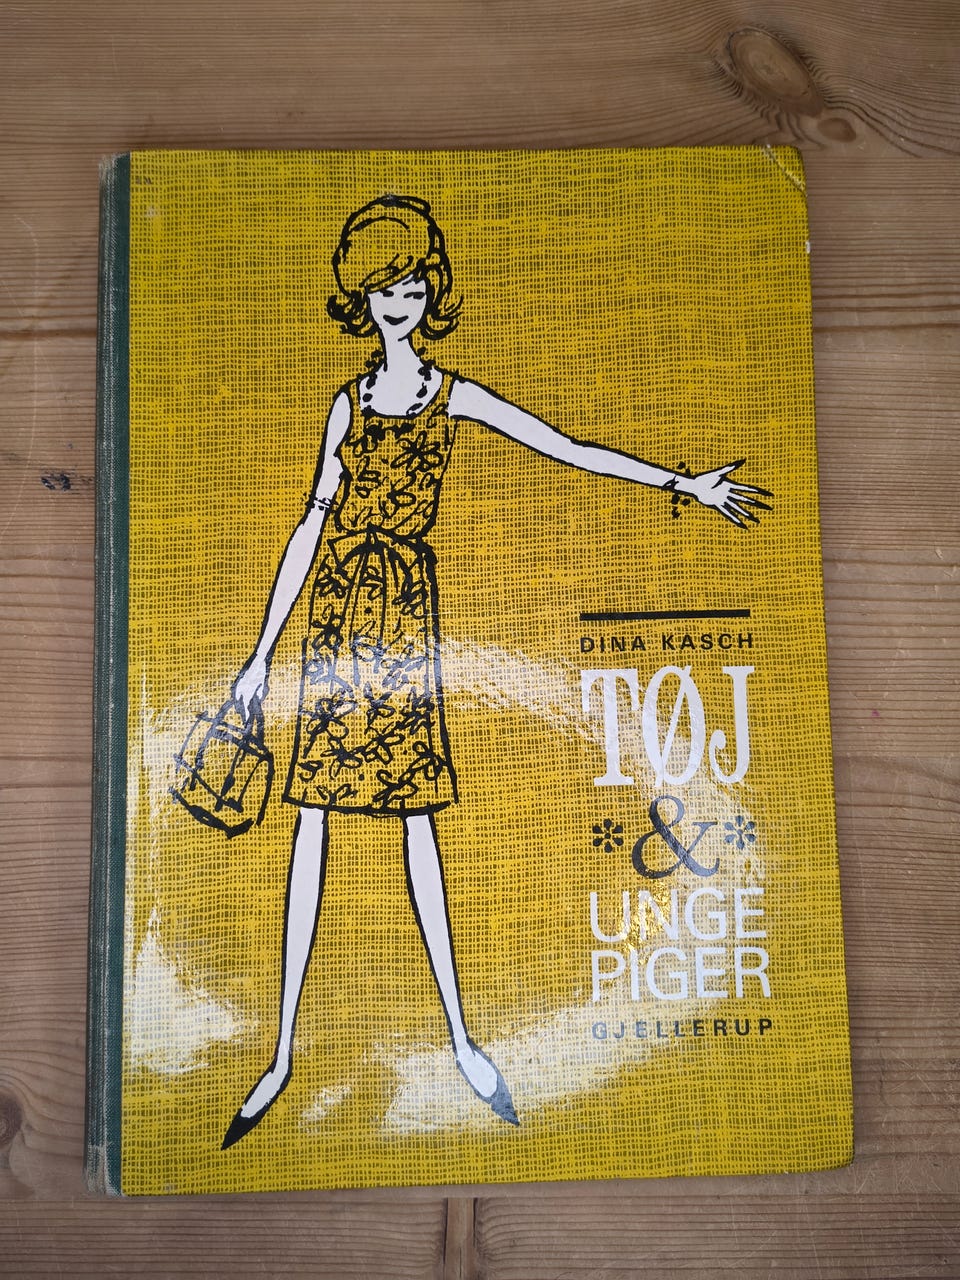 DINA KASCH
TØJ
&
UNGE
PIGER
GJELLERUP